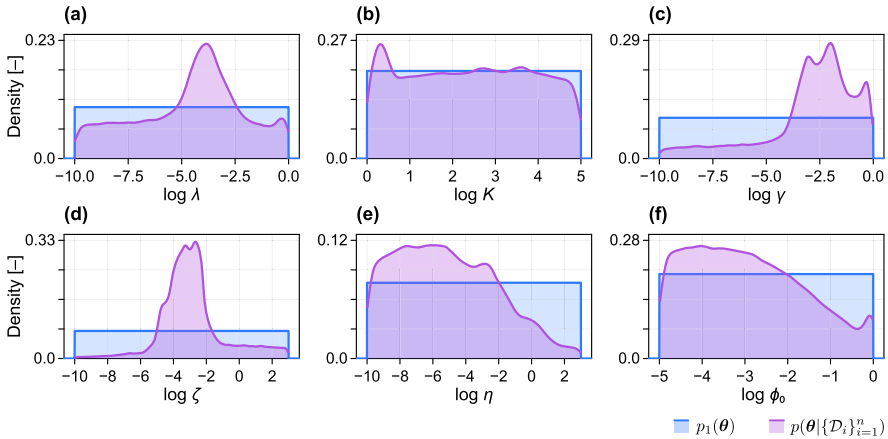 (a) (b) (c)
0.23 0.27 0.29
Density [–]
0.0 0.0 0.0
−10.0 −7.5 −5.0 −2.5 0.0 0 1 2 3 4 5 −10.0 −7.5 −5.0 −2.5 0.0
log λ log K log γ
(d) (e) (f)
0.33 0.12 0.28
Density [–]
0.0 0.0 0.0
−10 −8 −6 −4 −2 0 2 −10 −8 −6 −4 −2 0 2 −5 −4 −3 −2 −1 0
log ζ log η log ϕ₀
p₁(θ) p(θ|{𝒟ᵢ}ⁿᵢ₌₁)